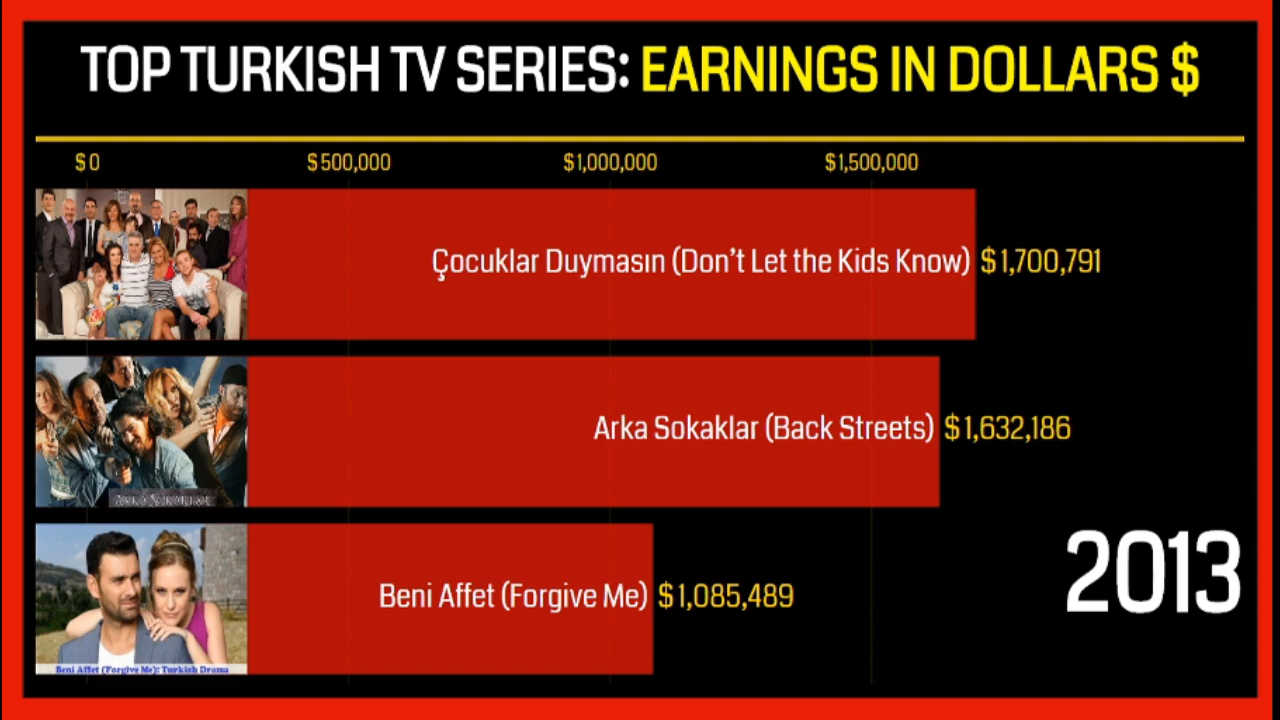 TOP TURKISH TV SERIES: EARNINGS IN DOLLARS $
$0 $500,000 $1,000,000 $1,500,000
Çocuklar Duymasın (Don't Let the Kids Know) $1,700,791
Arka Sokaklar (Back Streets) $1,632,186
ARKA SOKAKLAR
Beni Affet (Forgive Me) $1,085,489
2013
Beni Affet (Forgive Me): Turkish Drama